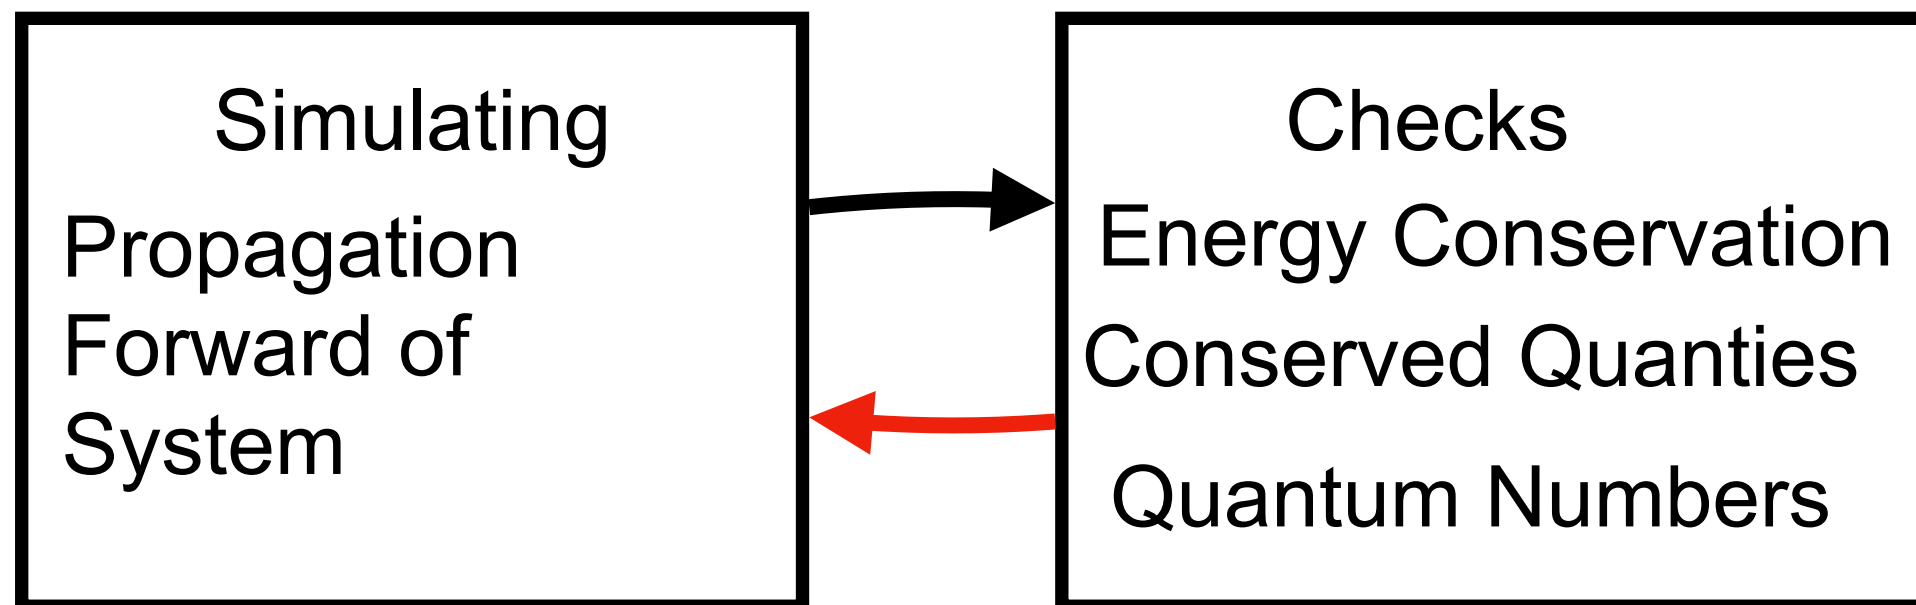 Simulating
Propagation
Forward of
System
Checks
Energy Conservation
Conserved Quanties
Quantum Numbers